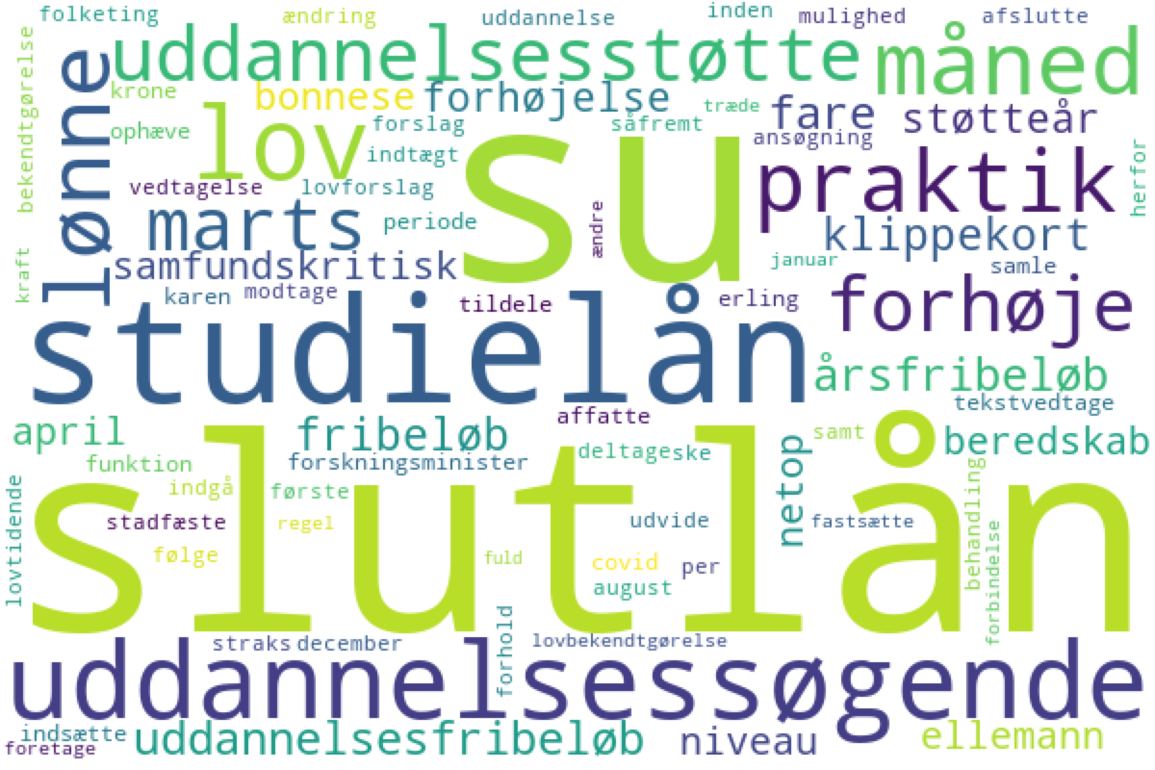 folketing
ændring
uddannelse
inden
mulighed
afslutte
bekendtgørelse
lønne
uddannelsesstøtte
måned
krone
bonnese
forhøjelse
træde
fare
støtteår
ophæve
lov
forslag
su
såfremt
ansøgning
indtægt
praktik
herfor
vedtagelse
lovforslag
marts
periode
ændre
klippekort
kraft
samfundskritisk
januar
samle
karen
modtage
tildele
erling
forhøje
studielån
årsfribeløb
affatte
tekstvedtage
april
fribeløb
slutlån
netop
samt
beredskab
funktion
forskningsminister
deltageske
lovtidende
indgå
første
behandling
stadfæste
regel
udvide
fastsætte
forbindelse
følge
fuld
covid
per
august
straks
december
forhold
lovbekendtgørelse
uddannelsessøgende
indsætte
foretage
uddannelsesfribeløb
niveau
ellemann